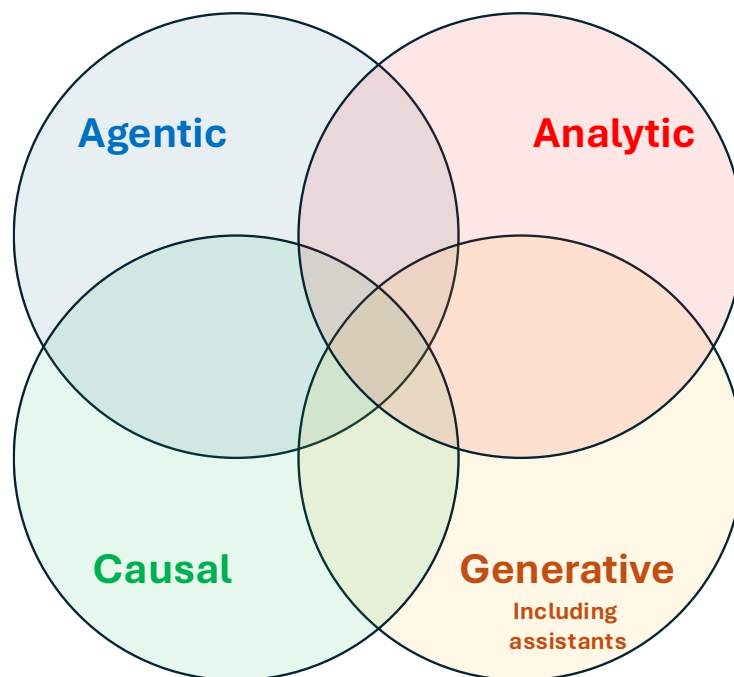 Agentic
Analytic
Causal
Generative
Including
assistants